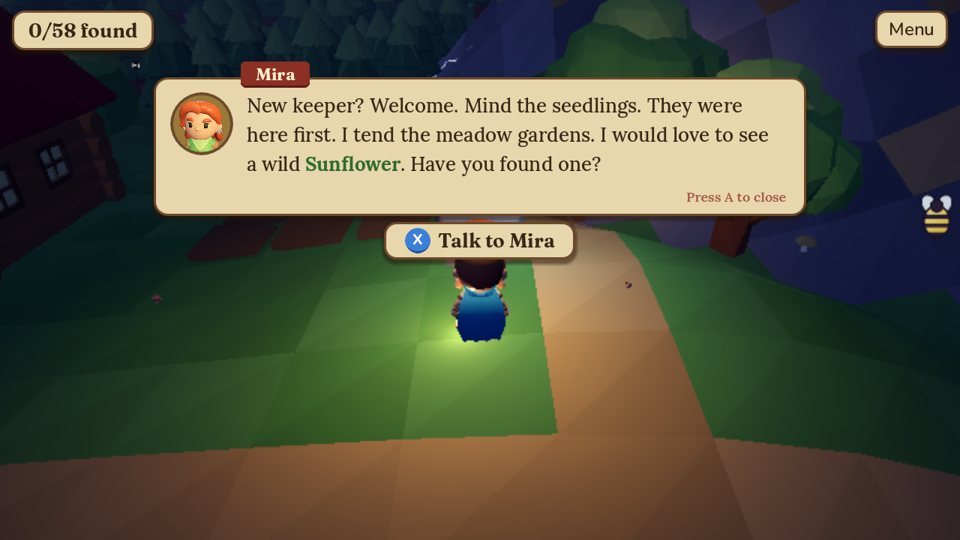 0/58 found
Menu
Mira
New keeper? Welcome. Mind the seedlings. They were
here first. I tend the meadow gardens. I would love to see
a wild Sunflower. Have you found one?
Press A to close
X Talk to Mira